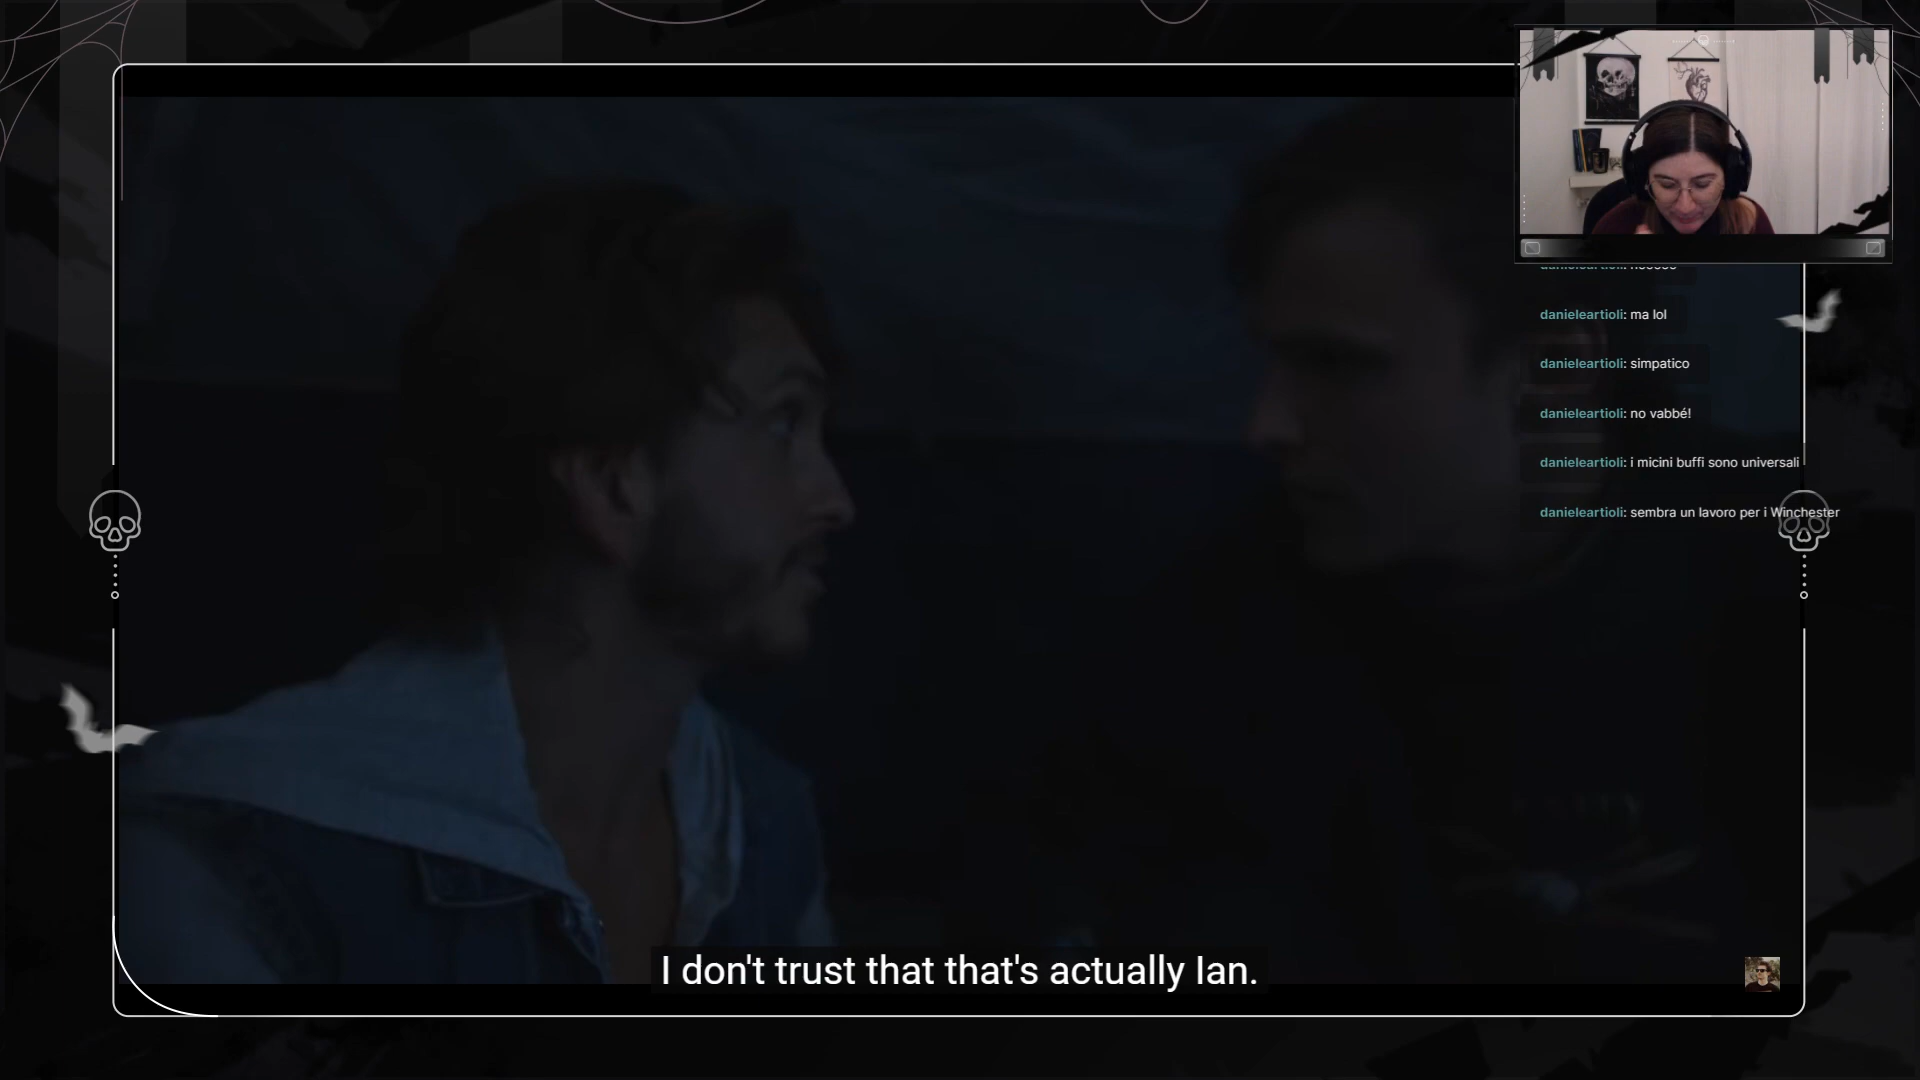 danieleartioli: ma lol
danieleartioli: simpatico
danieleartioli: no vabbé!
danieleartioli: i micini buffi sono universali
danieleartioli: sembra un lavoro per i Winchester
I don't trust that that's actually Ian.